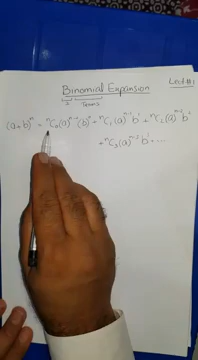 Lect #1
Binomial Expansion
2 Terms
(a+b)ⁿ = ⁿC₀(a)ⁿ⁻⁰(b)⁰ + ⁿC₁(a)ⁿ⁻¹b¹ + ⁿC₂(a)ⁿ⁻²b²
+ ⁿC₃(a)ⁿ⁻³b³ + ....